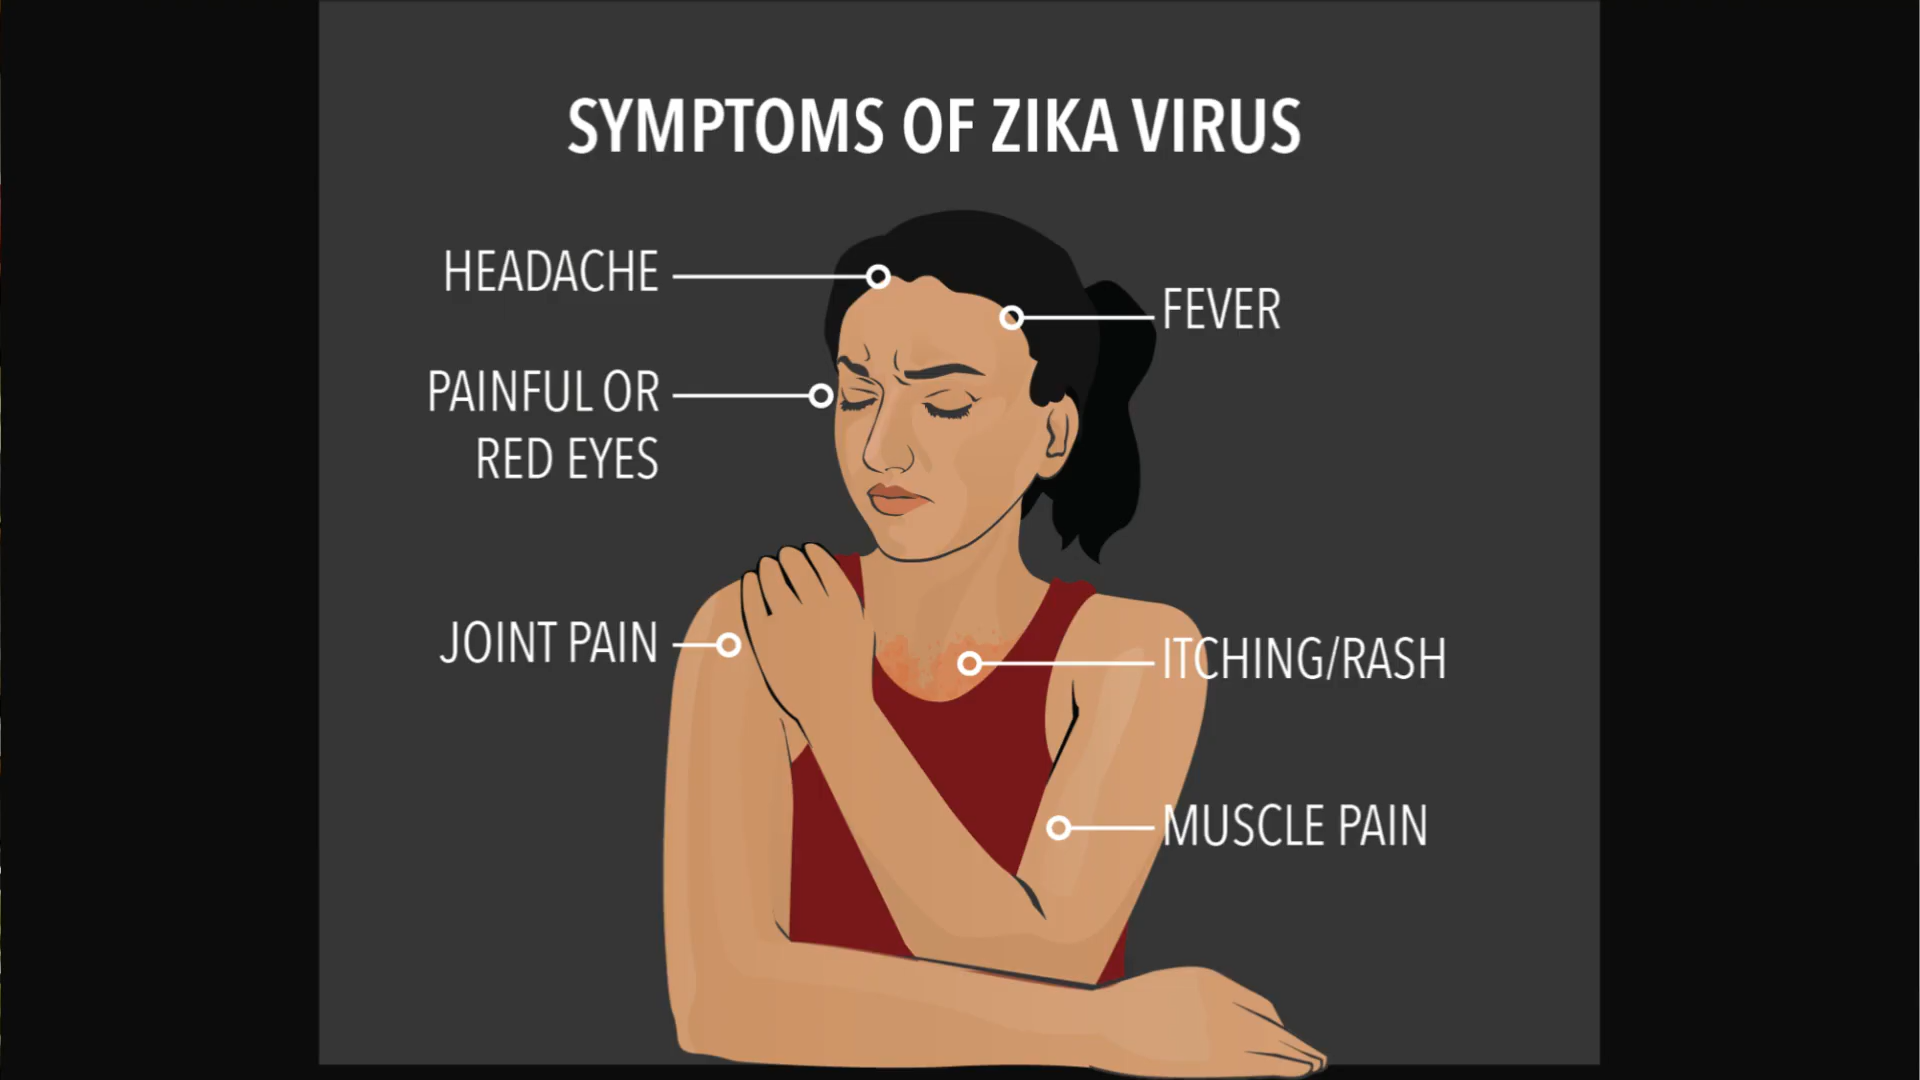 SYMPTOMS OF ZIKA VIRUS
HEADACHE
FEVER
PAINFUL OR
RED EYES
JOINT PAIN
ITCHING/RASH
MUSCLE PAIN